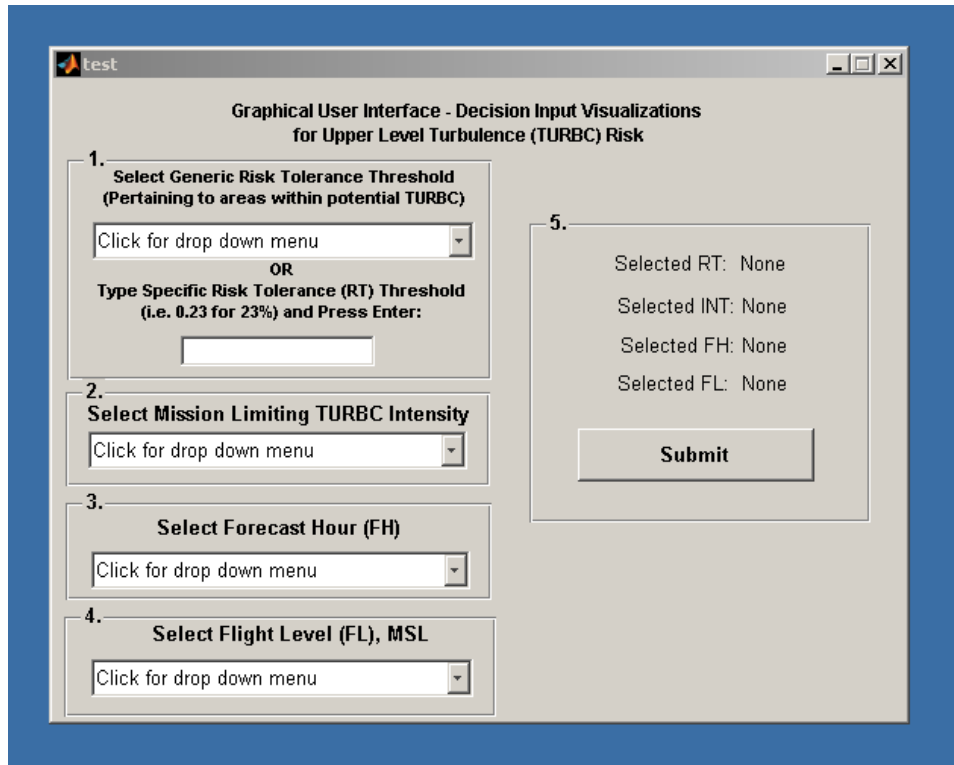 test
Graphical User Interface - Decision Input Visualizations
for Upper Level Turbulence (TURBC) Risk
1.
Select Generic Risk Tolerance Threshold
(Pertaining to areas within potential TURBC)
Click for drop down menu
OR
Type Specific Risk Tolerance (RT) Threshold
(i.e. 0.23 for 23%) and Press Enter:
2.
Select Mission Limiting TURBC Intensity
Click for drop down menu
3.
Select Forecast Hour (FH)
Click for drop down menu
4.
Select Flight Level (FL), MSL
Click for drop down menu
5.
Selected RT: None
Selected INT: None
Selected FH: None
Selected FL: None
Submit